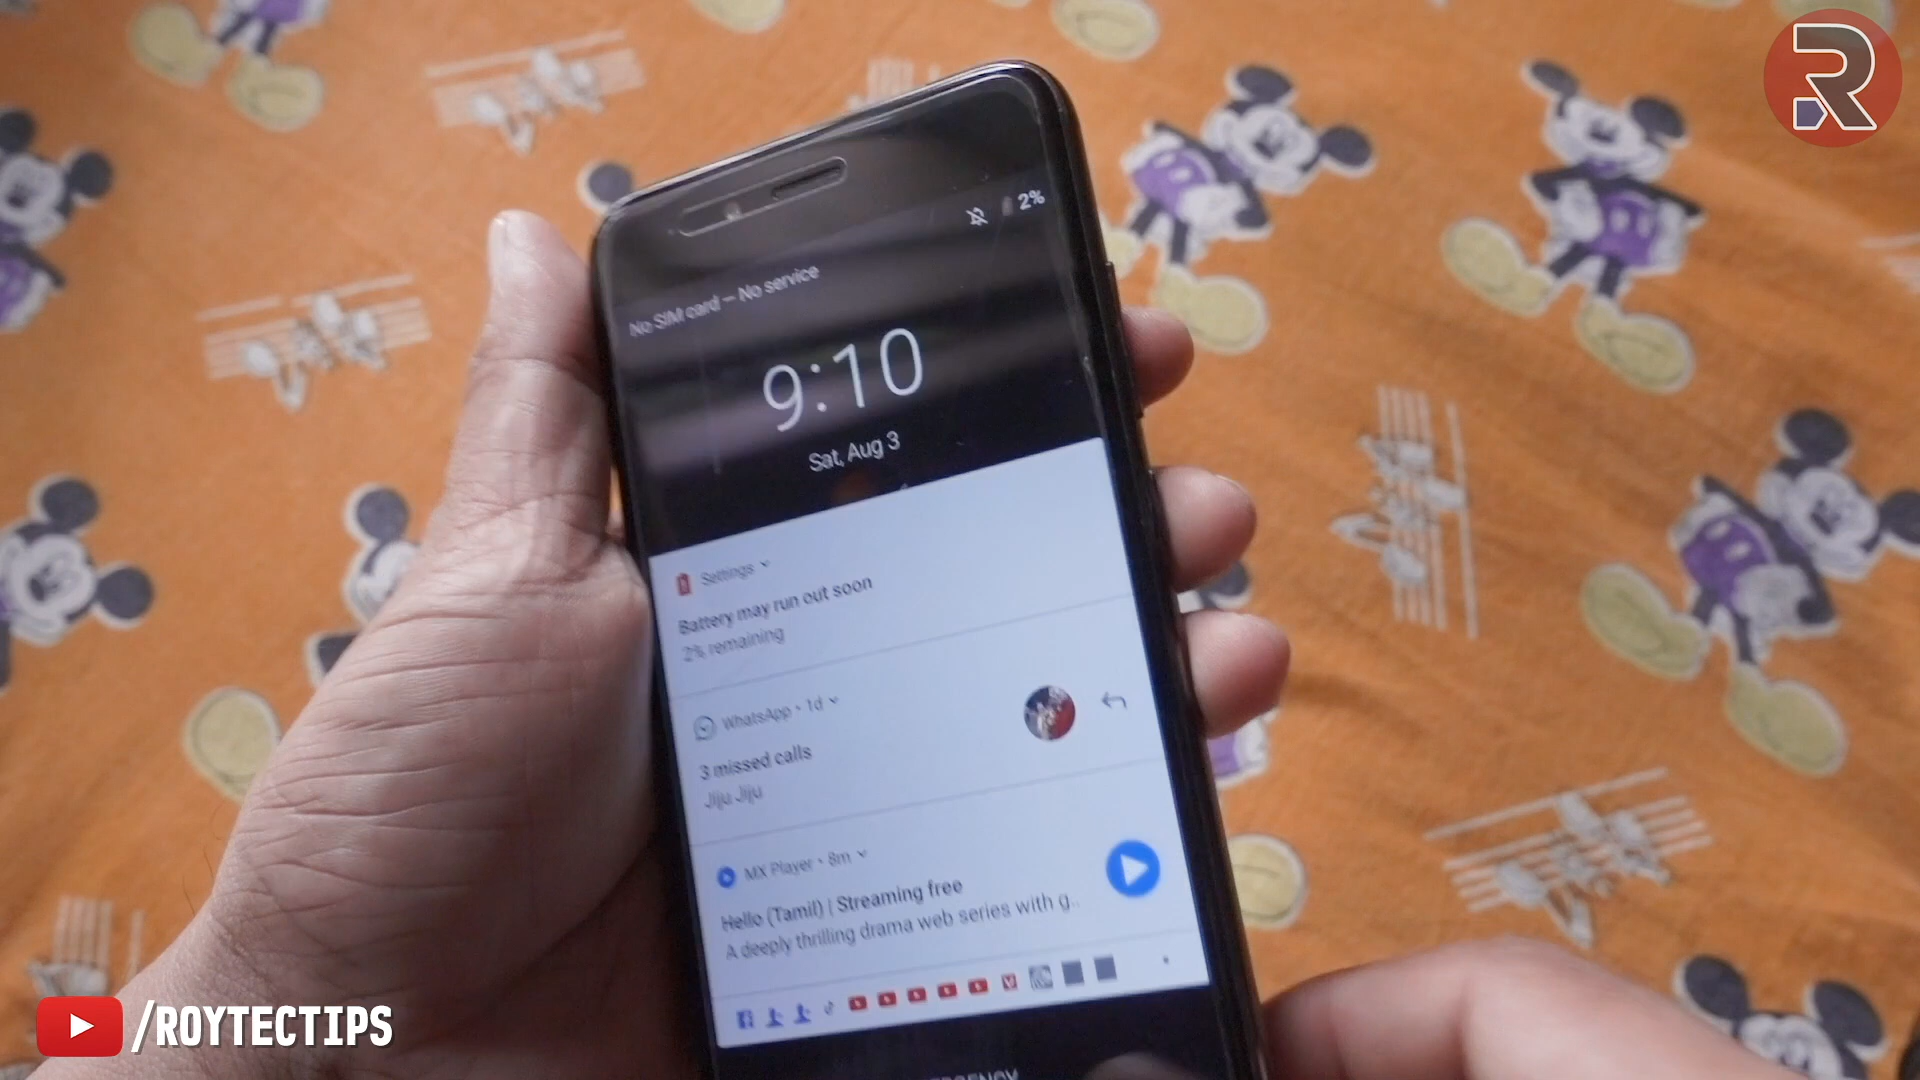 R
2%
No SIM card – No service
9:10
Sat, Aug 3
Settings
Battery may run out soon
2% remaining
WhatsApp • 1d
3 missed calls
Jiju Jiju
MX Player • 8m
Hello (Tamil) | Streaming free
A deeply thrilling drama web series with g..
/ROYTECTIPS